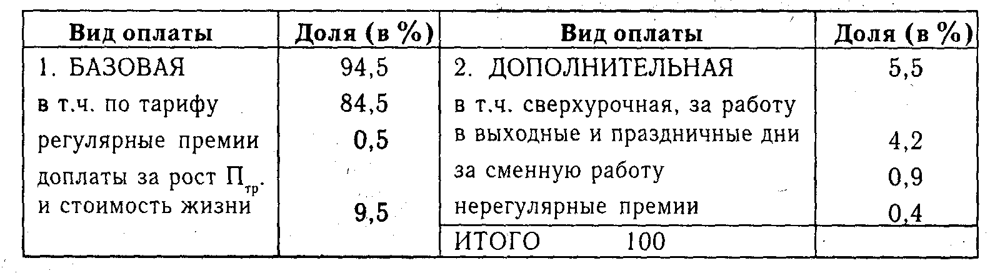 Вид оплаты Доля (в %) Вид оплаты Доля (в %)
1. БАЗОВАЯ 94,5 2. ДОПОЛНИТЕЛЬНАЯ 5,5
в т.ч. по тарифу 84,5 в т.ч. сверхурочная, за работу
регулярные премии 0,5 в выходные и праздничные дни 4,2
доплаты за рост Птр. за сменную работу 0,9
и стоимость жизни 9,5 нерегулярные премии 0,4
ИТОГО 100